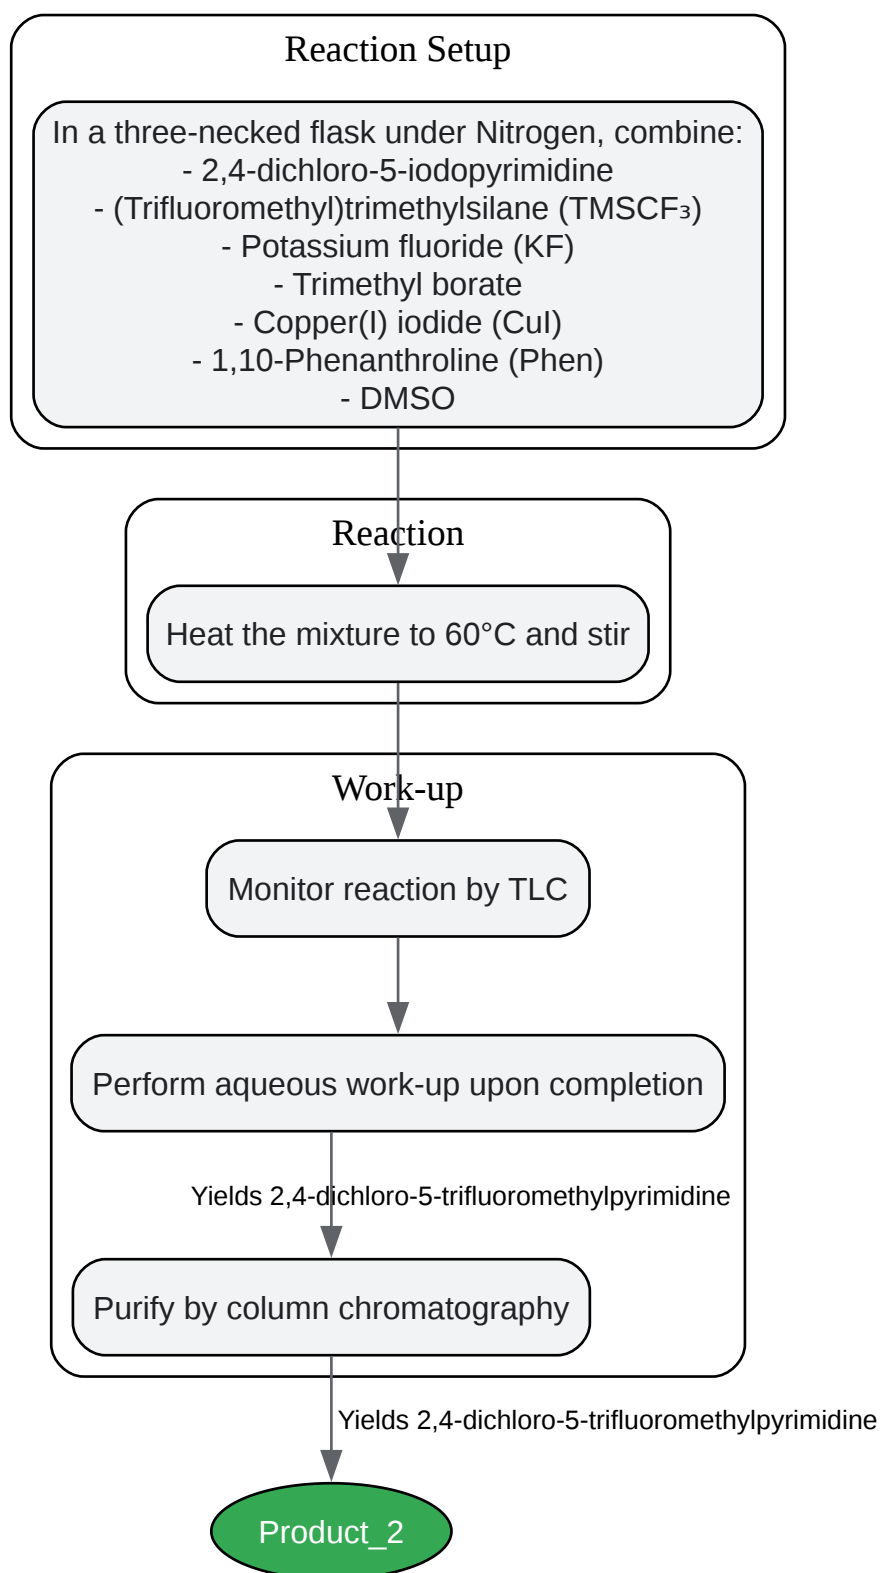 Reaction Setup
In a three-necked flask under Nitrogen, combine:
- 2,4-dichloro-5-iodopyrimidine
- (Trifluoromethyl)trimethylsilane (TMSCF₃)
- Potassium fluoride (KF)
- Trimethyl borate
- Copper(I) iodide (CuI)
- 1,10-Phenanthroline (Phen)
- DMSO
Reaction
Heat the mixture to 60°C and stir
Work-up
Monitor reaction by TLC
Perform aqueous work-up upon completion
Yields 2,4-dichloro-5-trifluoromethylpyrimidine
Purify by column chromatography
Yields 2,4-dichloro-5-trifluoromethylpyrimidine
Product_2